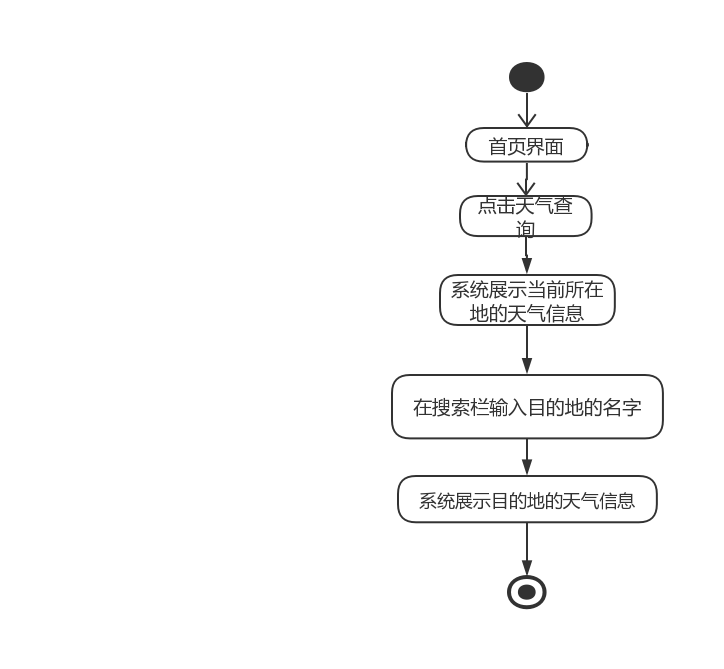 首页界面
点击天气查
询
系统展示当前所在
地的天气信息
在搜索栏输入目的地的名字
系统展示目的地的天气信息